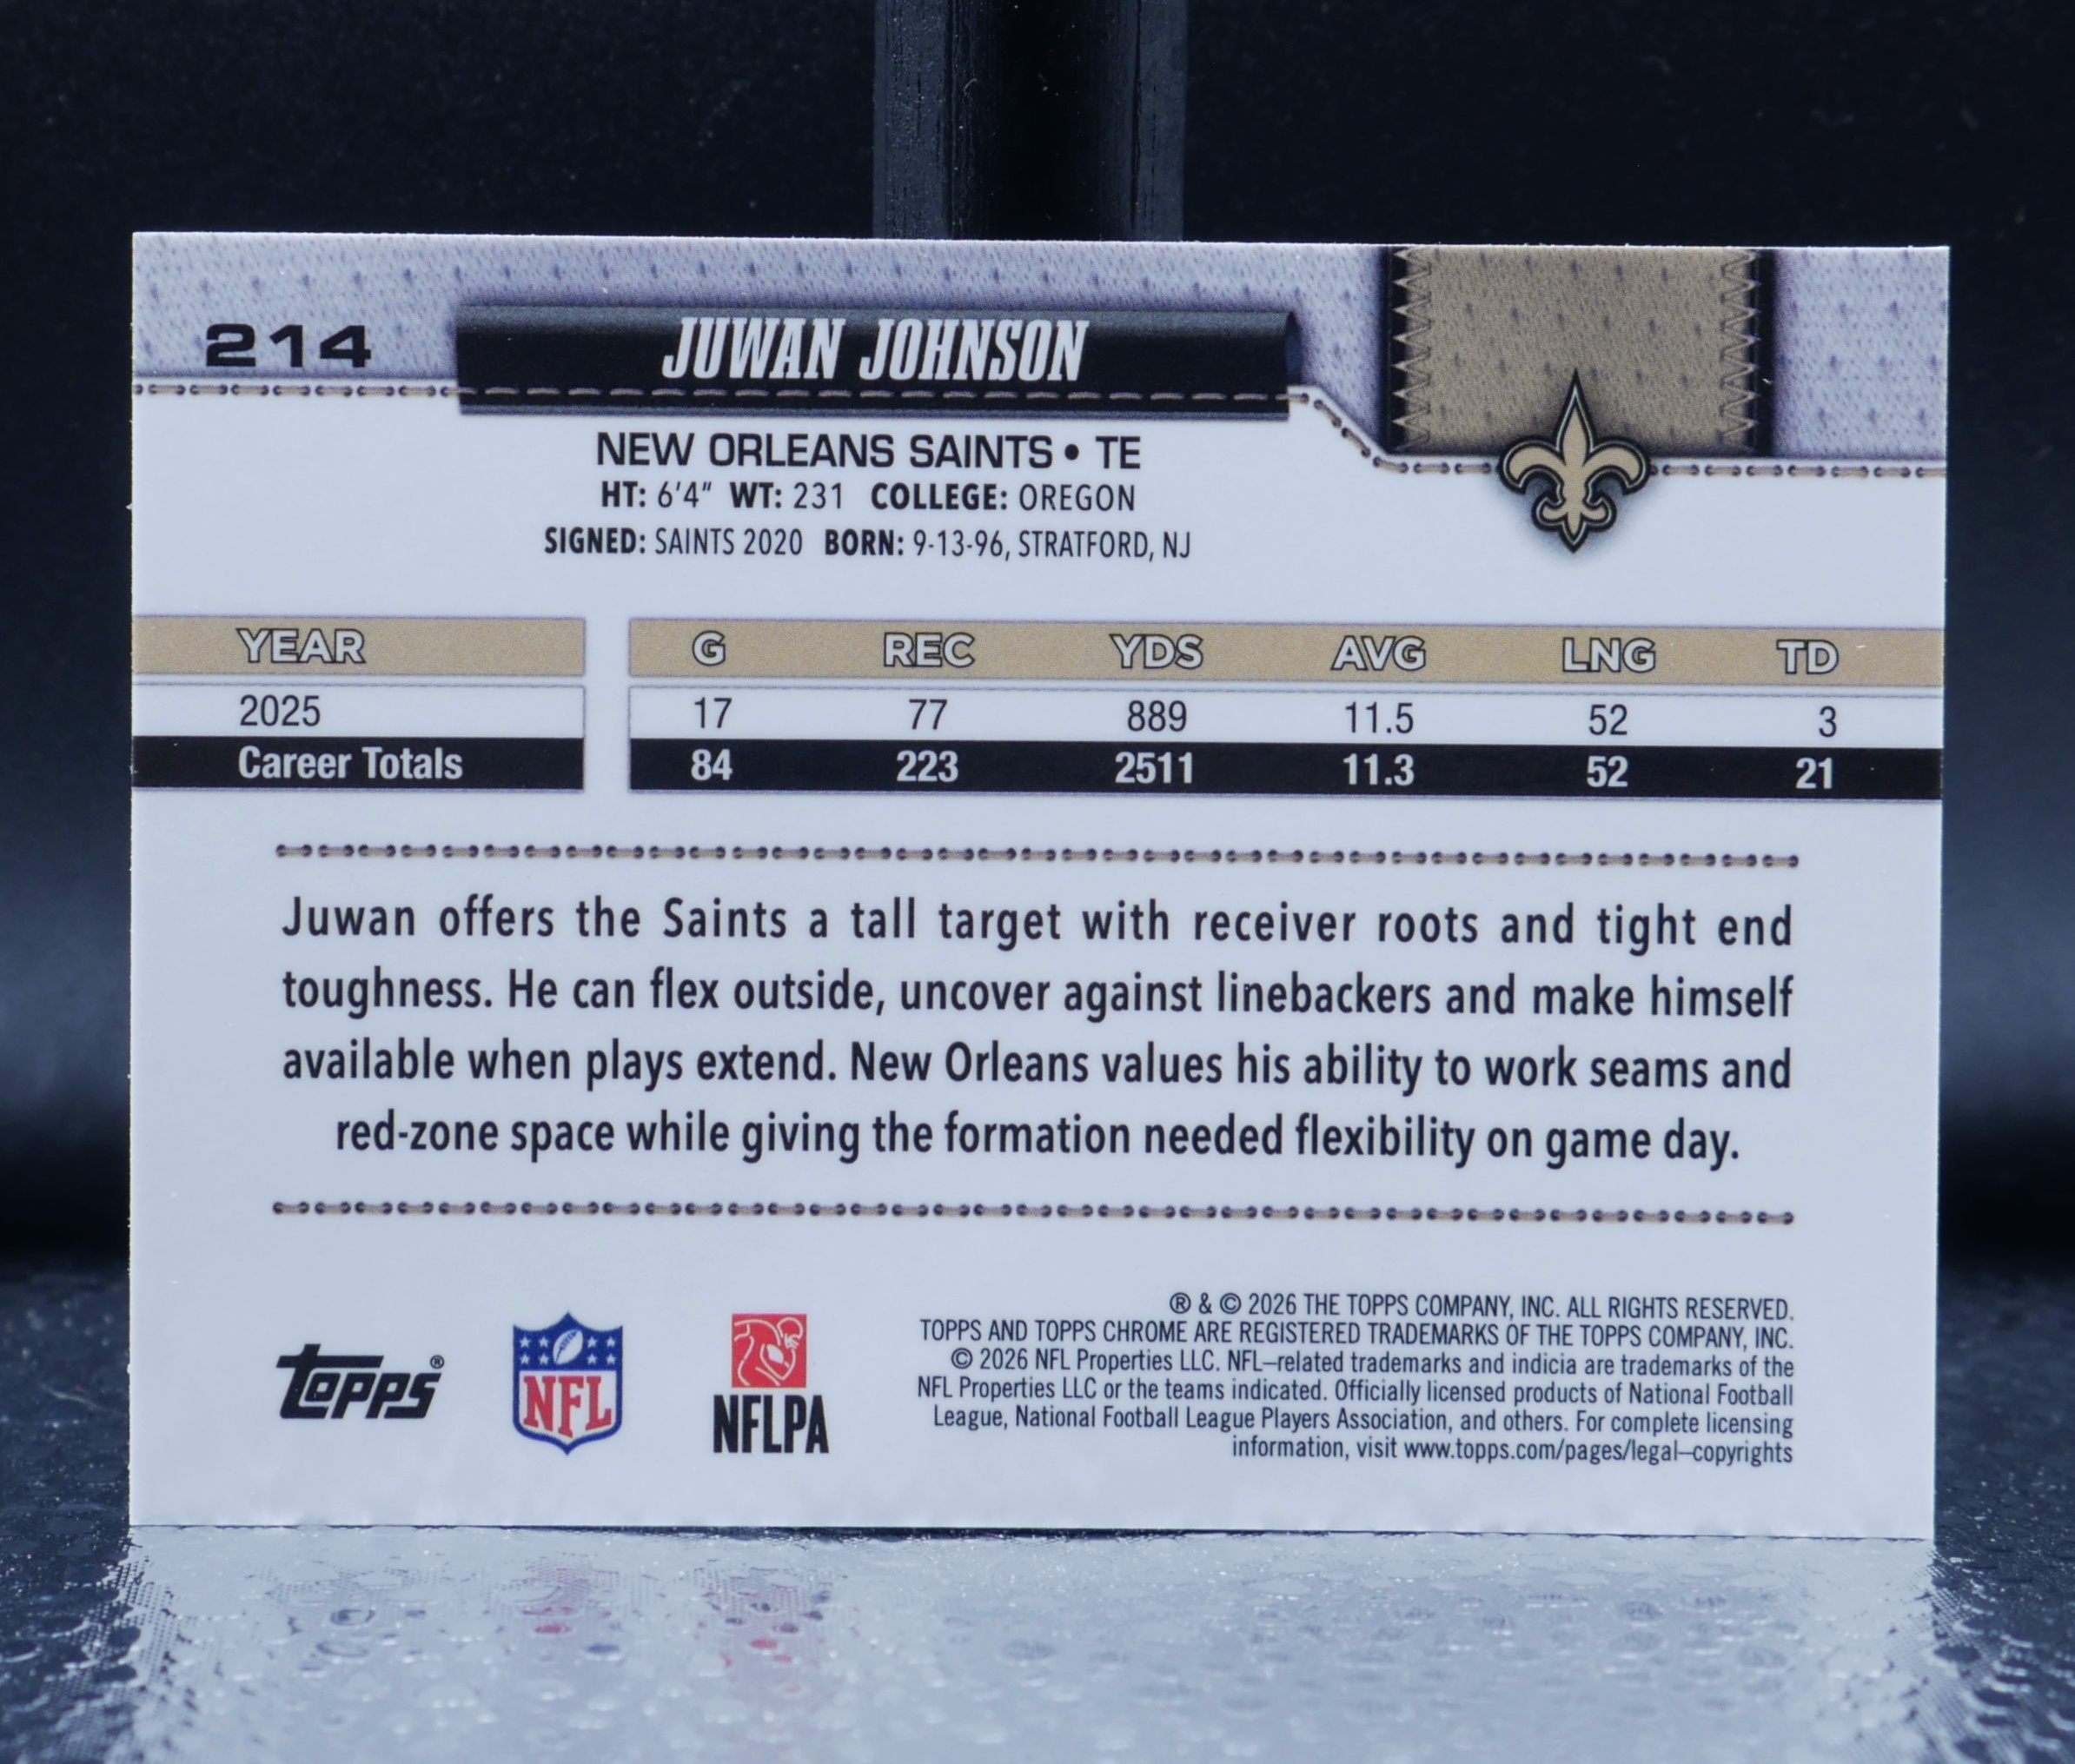 214
JUWAN JOHNSON
NEW ORLEANS SAINTS • TE
HT: 6'4" WT: 231 COLLEGE: OREGON
SIGNED: SAINTS 2020 BORN: 9-13-96, STRATFORD, NJ
YEAR G REC YDS AVG LNG TD
2025 17 77 889 11.5 52 3
Career Totals 84 223 2511 11.3 52 21
Juwan offers the Saints a tall target with receiver roots and tight end
toughness. He can flex outside, uncover against linebackers and make himself
available when plays extend. New Orleans values his ability to work seams and
red-zone space while giving the formation needed flexibility on game day.
® & © 2026 THE TOPPS COMPANY, INC. ALL RIGHTS RESERVED.
TOPPS AND TOPPS CHROME ARE REGISTERED TRADEMARKS OF THE TOPPS COMPANY, INC.
© 2026 NFL Properties LLC. NFL–related trademarks and indicia are trademarks of the
NFL Properties LLC or the teams indicated. Officially licensed products of National Football
League, National Football League Players Association, and others. For complete licensing
information, visit www.topps.com/pages/legal–copyrights
Topps®
NFL
NFLPA